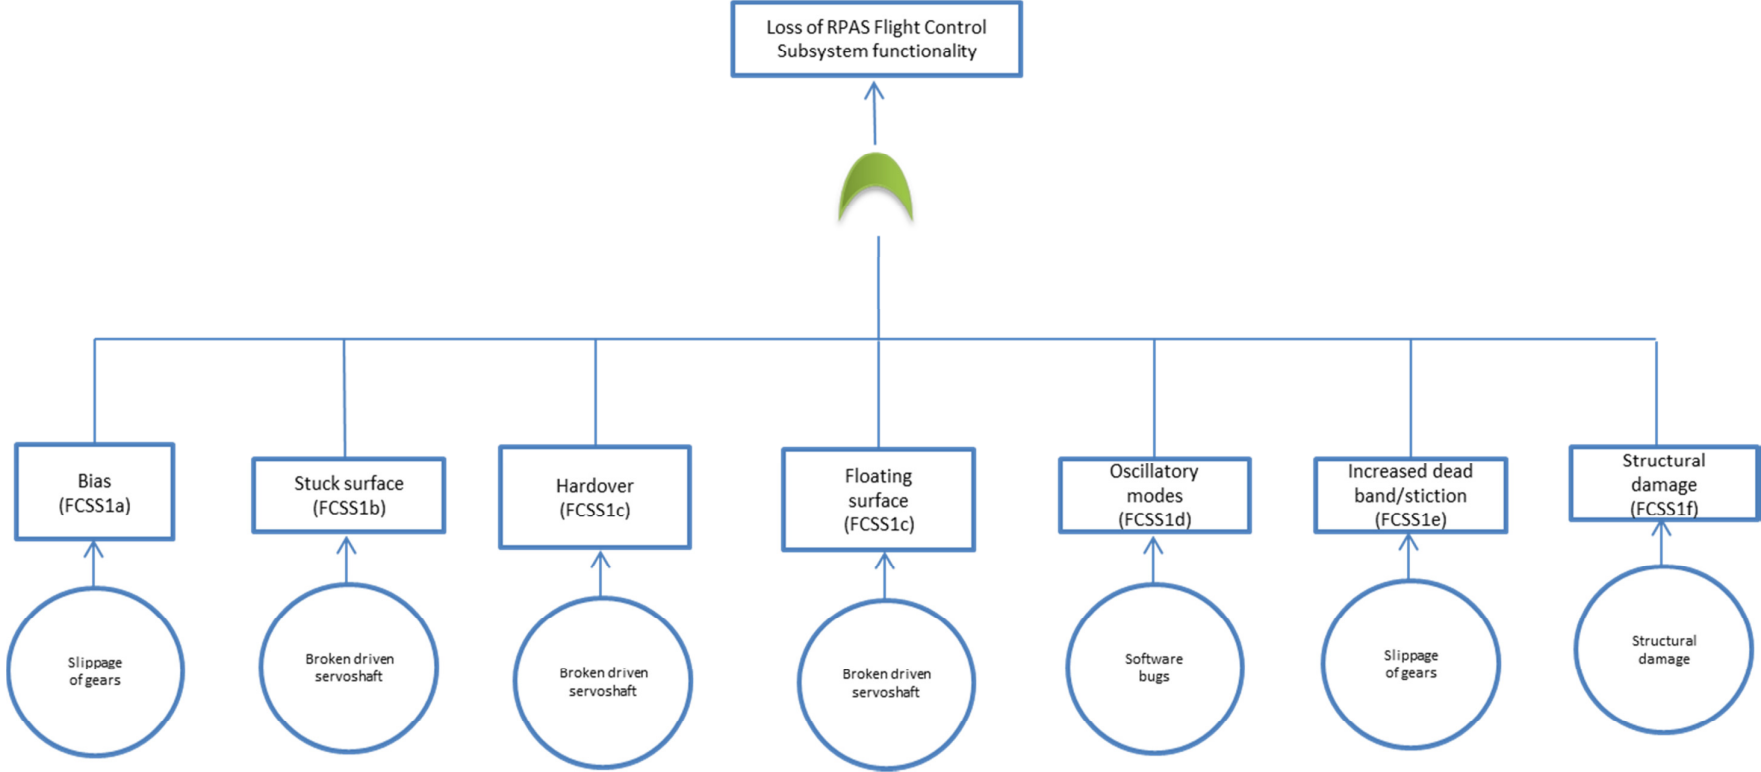 Loss of RPAS Flight Control
Subsystem functionality
Bias
(FCSS1a)
Stuck surface
(FCSS1b)
Hardover
(FCSS1c)
Floating
surface
(FCSS1c)
Oscillatory
modes
(FCSS1d)
Increased dead
band/stiction
(FCSS1e)
Structural
damage
(FCSS1f)
Slippage
of gears
Broken driven
servoshaft
Broken driven
servoshaft
Broken driven
servoshaft
Software
bugs
Slippage
of gears
Structural
damage